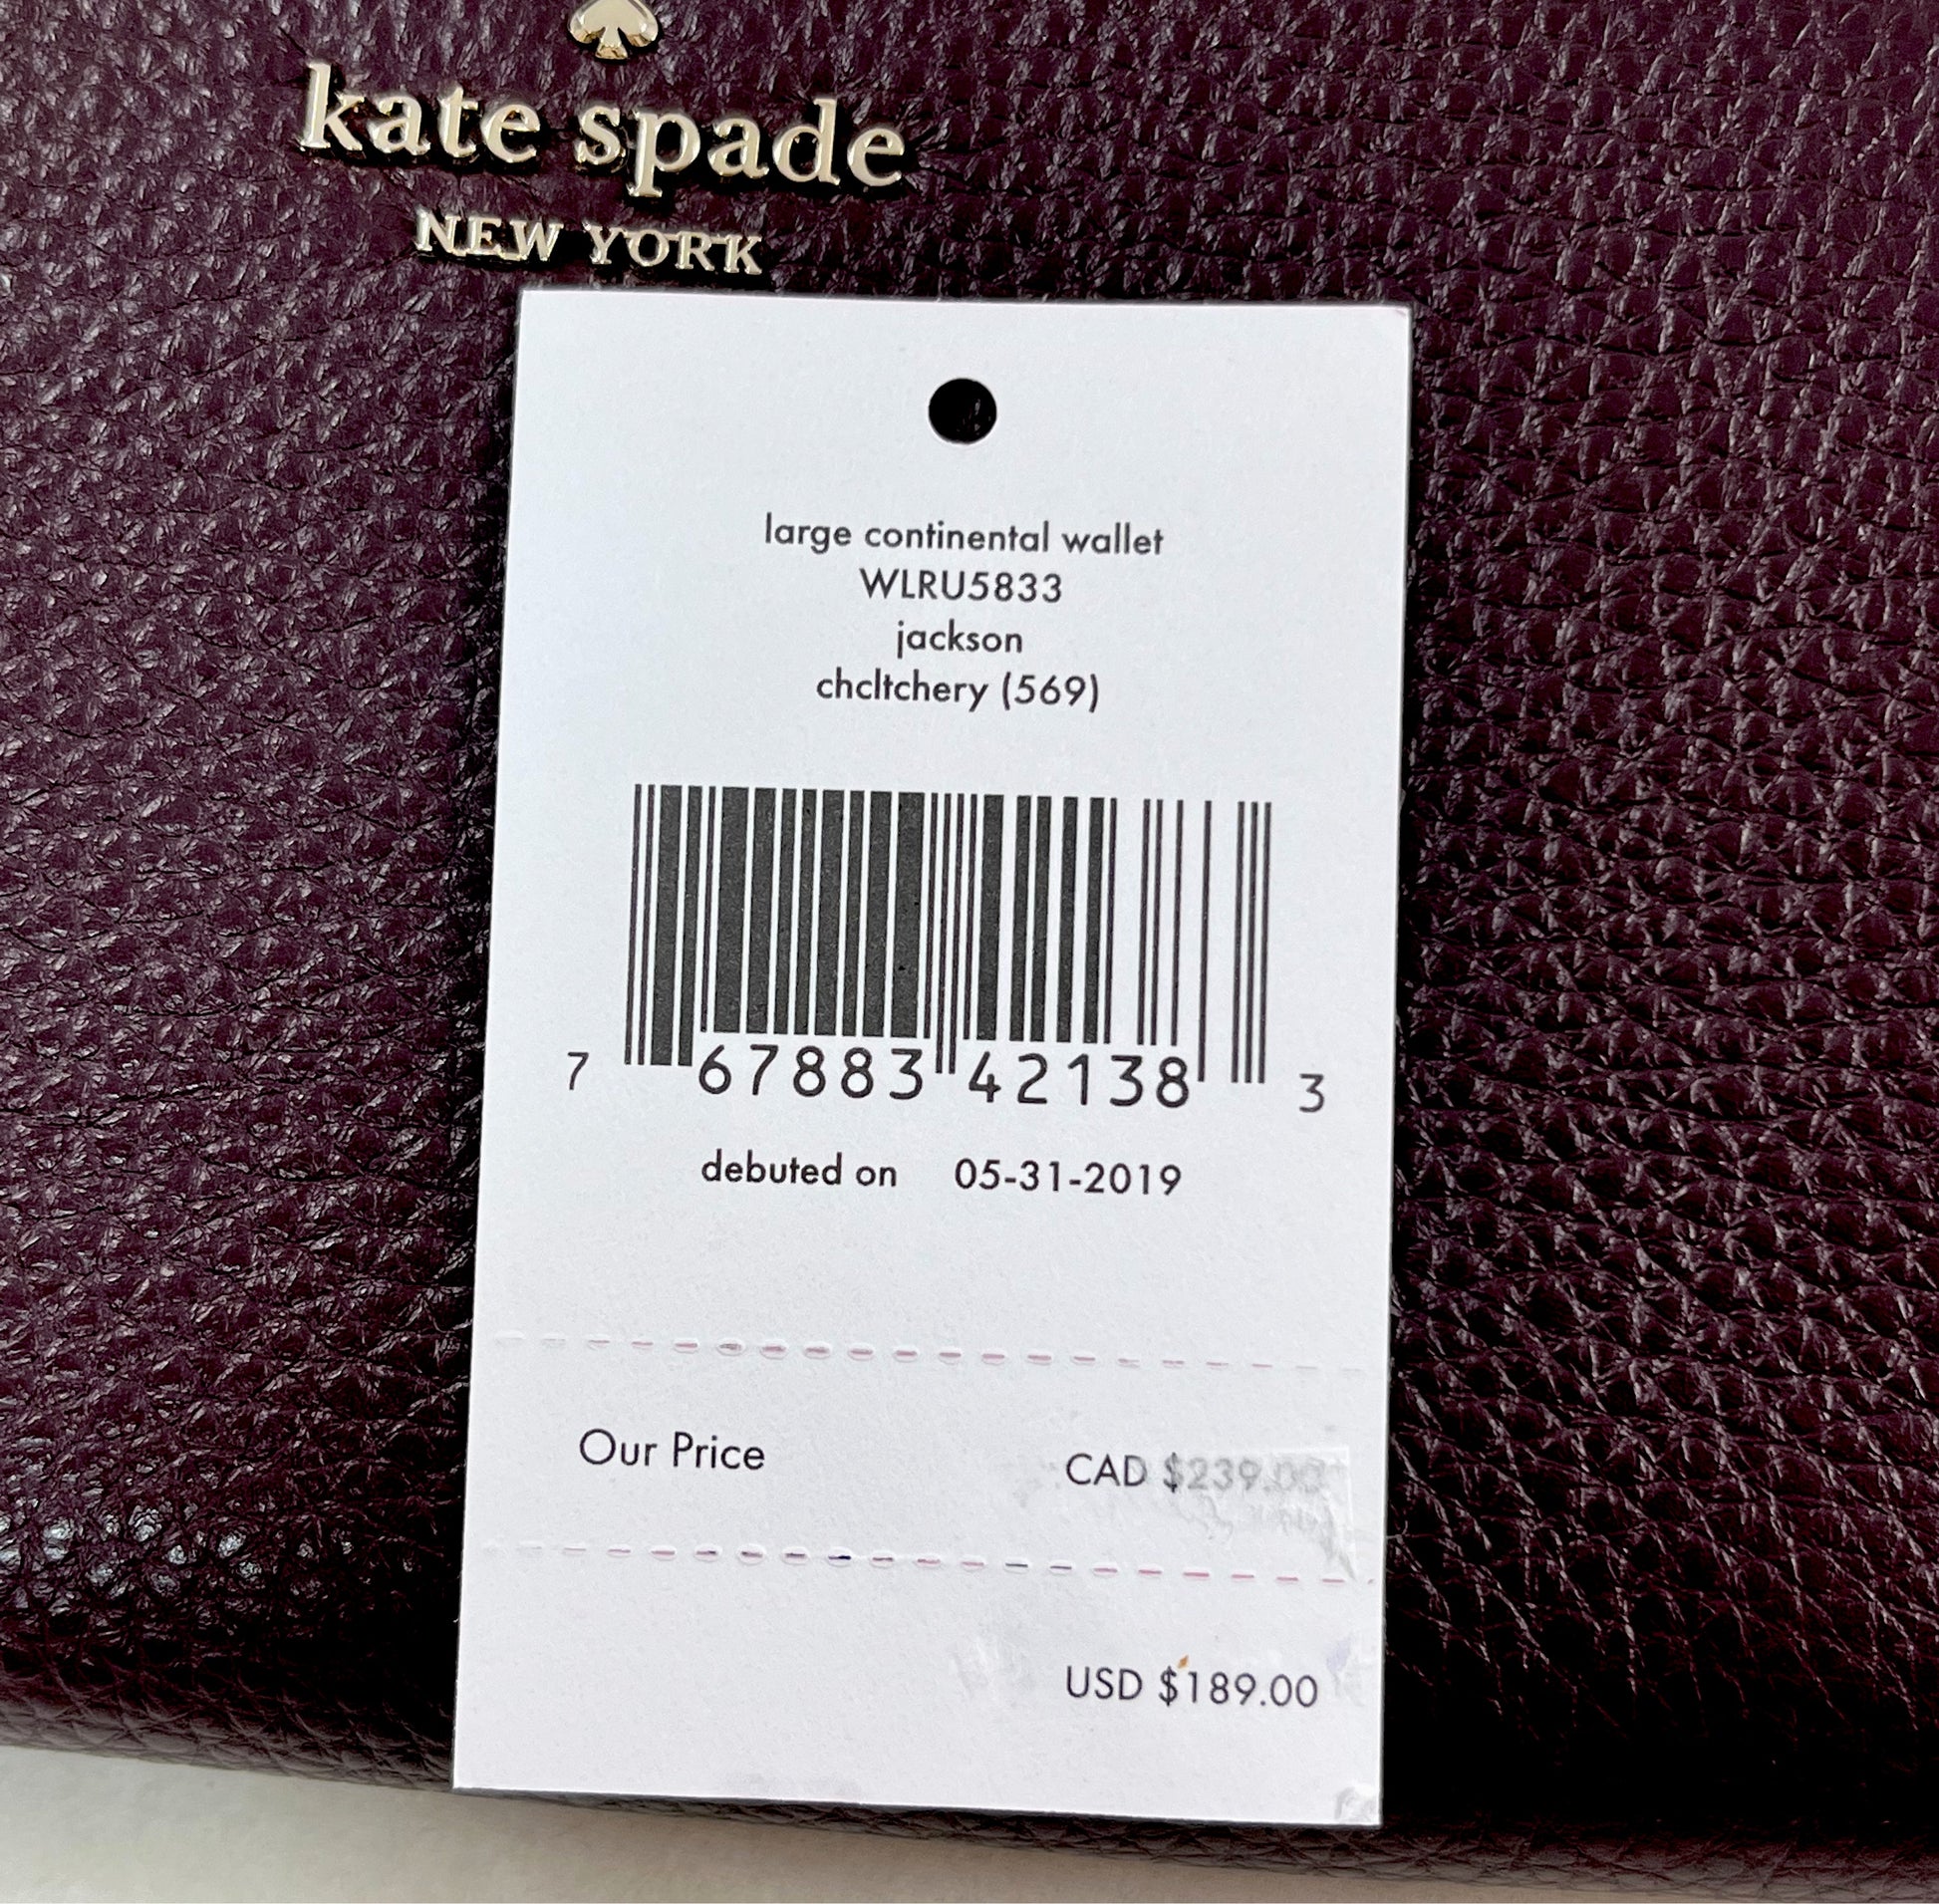 kate spade
NEW YORK
large continental wallet
WLRU5833
jackson
chcltchery (569)
7 67883 42138 3
debuted on 05-31-2019
Our Price CAD $239.00
USD $189.00